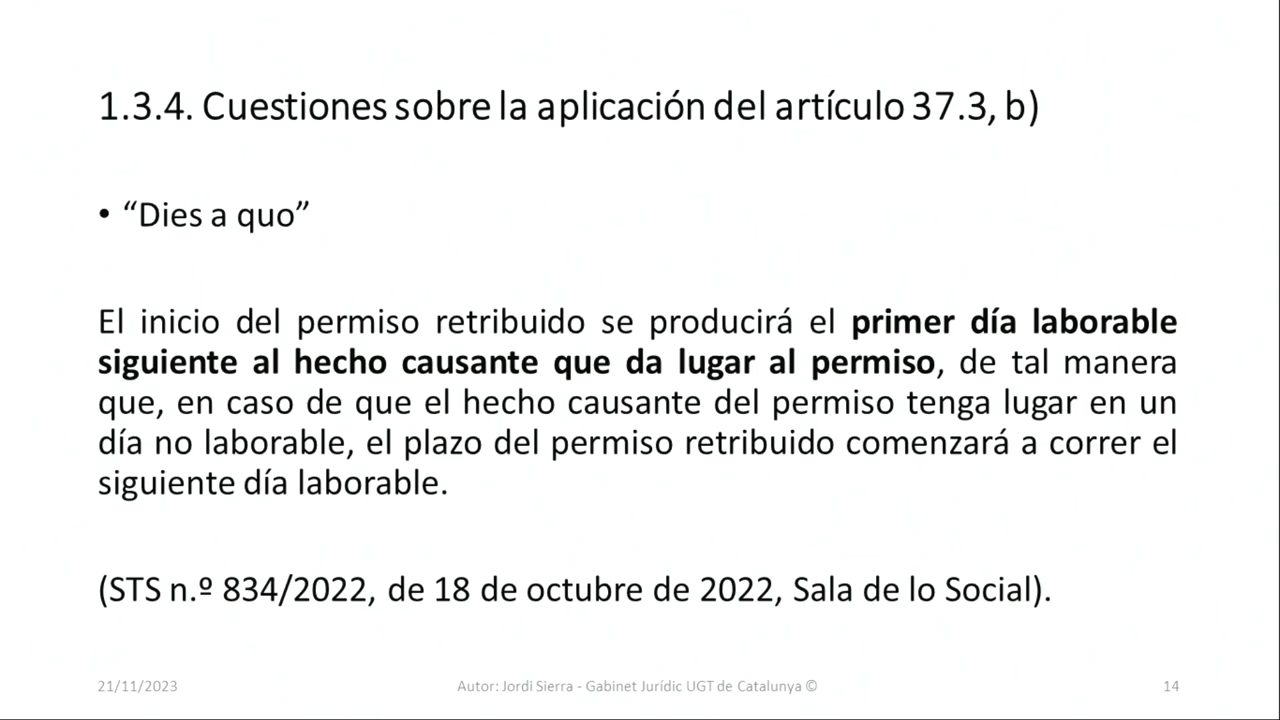 1.3.4. Cuestiones sobre la aplicación del artículo 37.3, b)
• “Dies a quo”
El inicio del permiso retribuido se producirá el primer día laborable
siguiente al hecho causante que da lugar al permiso, de tal manera
que, en caso de que el hecho causante del permiso tenga lugar en un
día no laborable, el plazo del permiso retribuido comenzará a correr el
siguiente día laborable.
(STS n.º 834/2022, de 18 de octubre de 2022, Sala de lo Social).
21/11/2023
Autor: Jordi Sierra - Gabinet Jurídic UGT de Catalunya ©
14